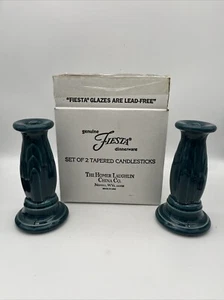 "FIESTA" GLAZES ARE LEAD-FREE"
genuine
Fiesta
dinnerware
SET OF 2 TAPERED CANDLESTICKS
THE HOMER LAUGHLIN
CHINA CO.